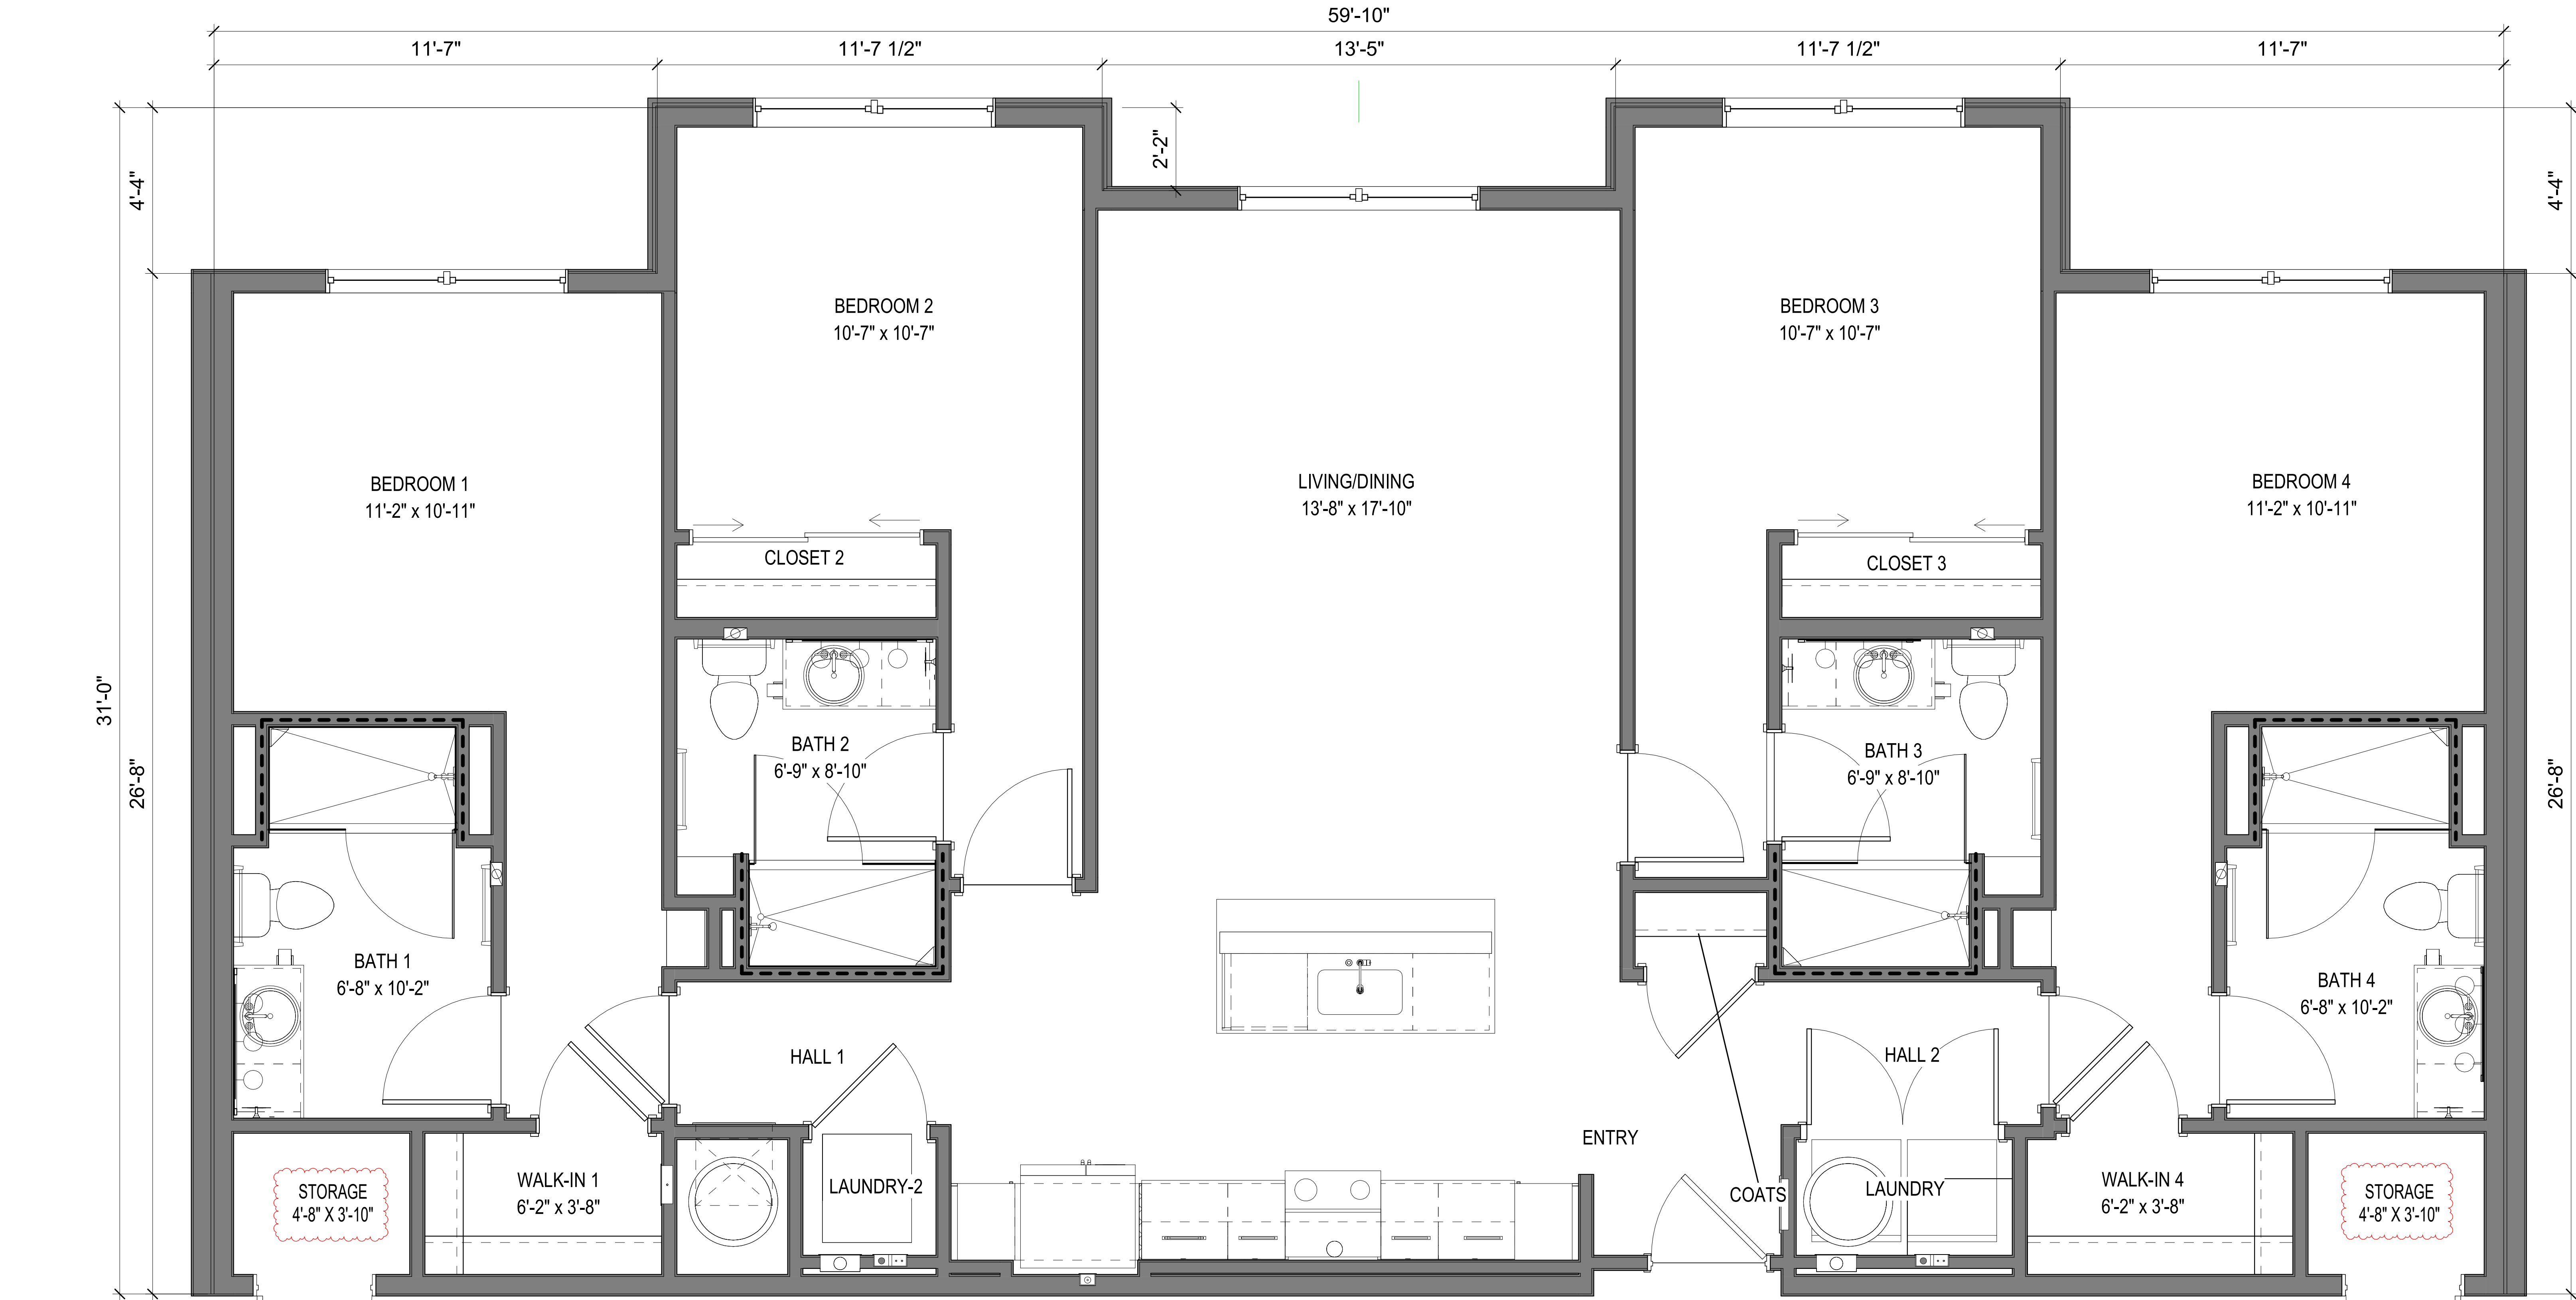 59'-10"
11'-7"
11'-7 1/2"
13'-5"
11'-7 1/2"
11'-7"
4'-4"
2'-2"
4'-4"
BEDROOM 2
10'-7" x 10'-7"
BEDROOM 3
10'-7" x 10'-7"
BEDROOM 1
11'-2" x 10'-11"
LIVING/DINING
13'-8" x 17'-10"
BEDROOM 4
11'-2" x 10'-11"
CLOSET 2
CLOSET 3
31'-0"
26'-8"
BATH 2
6'-9" x 8'-10"
BATH 3
6'-9" x 8'-10"
26'-8"
BATH 1
6'-8" x 10'-2"
BATH 4
6'-8" x 10'-2"
HALL 1
HALL 2
ENTRY
STORAGE
4'-8" X 3'-10"
WALK-IN 1
6'-2" x 3'-8"
LAUNDRY-2
COATS
LAUNDRY
WALK-IN 4
6'-2" x 3'-8"
STORAGE
4'-8" X 3'-10"